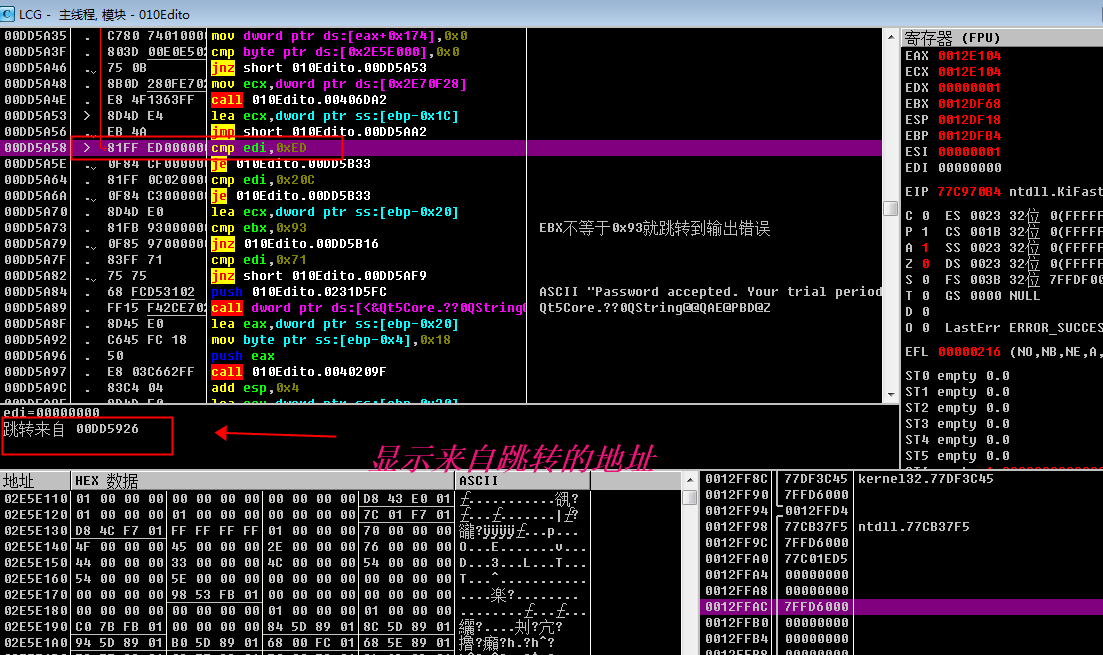 LCG - 主线程, 模块 - 010Edito
00DD5A35 . C780 74010000 mov dword ptr ds:[eax+0x174],0x0
00DD5A3F . 803D 00E0E502 cmp byte ptr ds:[0x2E5E000],0x0
00DD5A46 . 75 0B jnz short 010Edito.00DD5A53
00DD5A48 . 8B0D 280FE702 mov ecx,dword ptr ds:[0x2E70F28]
00DD5A4E . E8 4F1363FF call 010Edito.00406DA2
00DD5A53 > 8D4D E4 lea ecx,dword ptr ss:[ebp-0x1C]
00DD5A56 . EB 4A jmp short 010Edito.00DD5AA2
00DD5A58 > 81FF ED000000 cmp edi,0xED
00DD5A5E . 0F84 CF000000 je 010Edito.00DD5B33
00DD5A64 . 81FF 0C020000 cmp edi,0x20C
00DD5A6A . 0F84 C3000000 je 010Edito.00DD5B33
00DD5A70 . 8D4D E0 lea ecx,dword ptr ss:[ebp-0x20]
00DD5A73 . 81FB 93000000 cmp ebx,0x93 EBX不等于0x93就跳转到输出错误
00DD5A79 . 0F85 97000000 jnz 010Edito.00DD5B16
00DD5A7F . 83FF 71 cmp edi,0x71
00DD5A82 . 75 75 jnz short 010Edito.00DD5AF9
00DD5A84 . 68 FCD53102 push 010Edito.0231D5FC ASCII "Password accepted. Your trial period
00DD5A89 . FF15 F42CE702 call dword ptr ds:[<&Qt5Core.??0QString@ Qt5Core.??0QString@@QAE@PBD@Z
00DD5A8F . 8D45 E0 lea eax,dword ptr ss:[ebp-0x20]
00DD5A92 . C645 FC 18 mov byte ptr ss:[ebp-0x4],0x18
00DD5A96 . 50 push eax
00DD5A97 . E8 03C662FF call 010Edito.0040209F
00DD5A9C . 83C4 04 add esp,0x4
edi=00000000
跳转来自 00DD5926
显示来自跳转的地址
寄存器 (FPU)
EAX 0012E104
ECX 0012E104
EDX 00000001
EBX 0012DF68
ESP 0012DF18
EBP 0012DFB4
ESI 00000001
EDI 00000000
EIP 77C970B4 ntdll.KiFast
C 0 ES 0023 32位 0(FFFFF
P 1 CS 001B 32位 0(FFFFF
A 1 SS 0023 32位 0(FFFFF
Z 0 DS 0023 32位 0(FFFFF
S 0 FS 003B 32位 7FFDF00
T 0 GS 0000 NULL
D 0
O 0 LastErr ERROR_SUCCES
EFL 00000216 (NO,NB,NE,A,
ST0 empty 0.0
ST1 empty 0.0
ST2 empty 0.0
ST3 empty 0.0
ST4 empty 0.0
ST5 empty 0.0
地址 HEX 数据 ASCII
02E5E110 01 00 00 00 00 00 00 00 00 00 00 00 D8 43 E0 01
02E5E120 01 00 00 00 01 00 00 00 00 00 00 00 7C 01 F7 01
02E5E130 D8 4C F7 01 FF FF FF FF 01 00 00 00 70 00 00 00
02E5E140 4F 00 00 00 45 00 00 00 2E 00 00 00 76 00 00 00 O...E.......v...
02E5E150 44 00 00 00 33 00 00 00 4C 00 00 00 54 00 00 00 D...3...L...T...
02E5E160 54 00 00 00 5E 00 00 00 00 00 00 00 00 00 00 00 T...^...........
02E5E170 00 00 00 00 98 53 FB 01 00 00 00 00 00 00 00 00
02E5E180 00 00 00 00 00 00 00 00 01 00 00 00 01 00 00 00
02E5E190 C0 7B FB 01 00 00 00 00 84 5D 89 01 8C 5D 89 01
02E5E1A0 94 5D 89 01 B0 5D 89 01 68 00 FC 01 68 5E 89 01
0012FF8C 77DF3C45 kernel32.77DF3C45
0012FF90 7FFD6000
0012FF94 0012FFD4
0012FF98 77CB37F5 ntdll.77CB37F5
0012FF9C 7FFD6000
0012FFA0 77C01ED5
0012FFA4 00000000
0012FFA8 00000000
0012FFAC 7FFD6000
0012FFB0 00000000
0012FFB4 00000000
0012FFB8 00000000